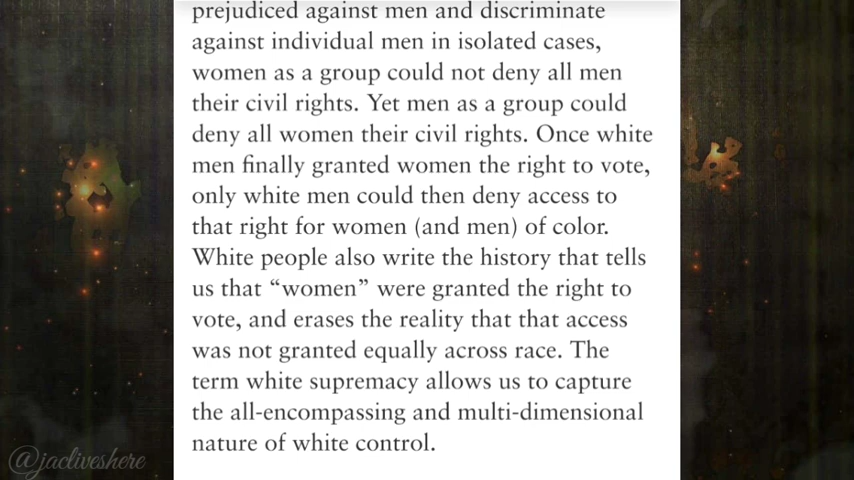 prejudiced against men and discriminate
against individual men in isolated cases,
women as a group could not deny all men
their civil rights. Yet men as a group could
deny all women their civil rights. Once white
men finally granted women the right to vote,
only white men could then deny access to
that right for women (and men) of color.
White people also write the history that tells
us that “women” were granted the right to
vote, and erases the reality that that access
was not granted equally across race. The
term white supremacy allows us to capture
the all-encompassing and multi-dimensional
nature of white control.
@jacliveshere